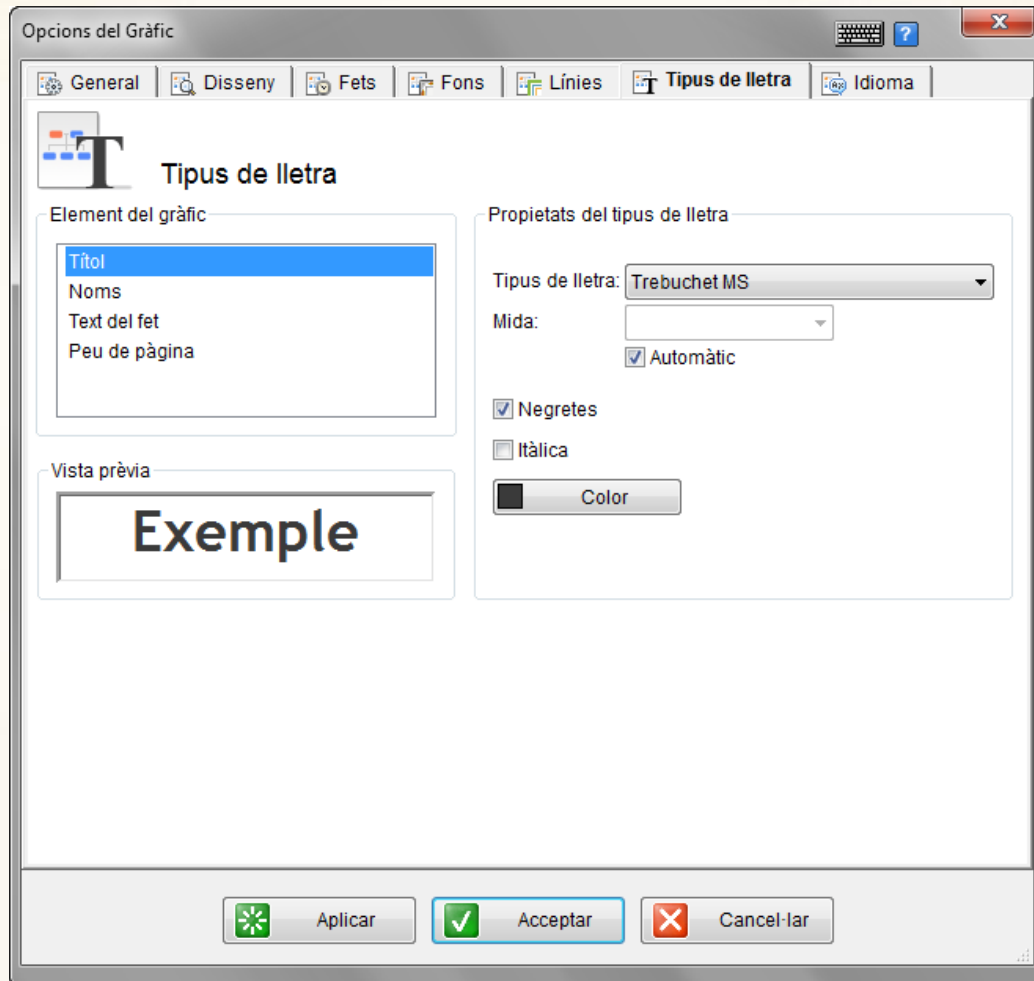 Opcions del Gràfic
?
General
Disseny
Fets
Fons
Línies
Tipus de lletra
Idioma
T
Tipus de lletra
Element del gràfic
Títol
Noms
Text del fet
Peu de pàgina
Vista prèvia
Exemple
Propietats del tipus de lletra
Tipus de lletra: Trebuchet MS
Mida:
Automàtic
Negretes
Itàlica
Color
Aplicar
Acceptar
Cancel·lar